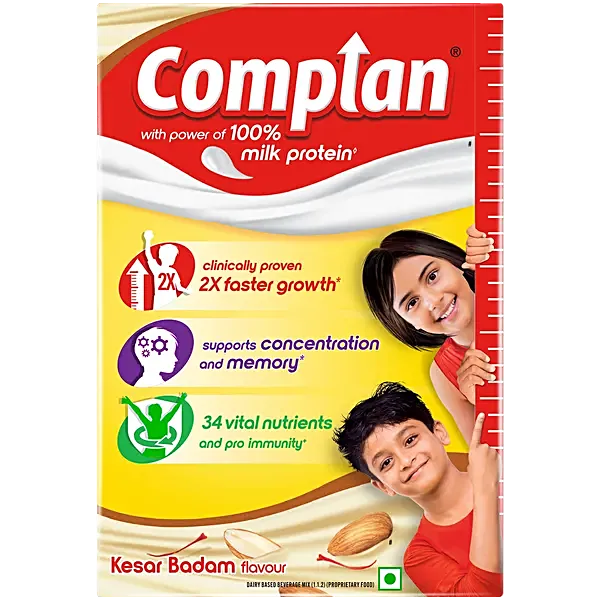 Complan®
with power of 100%
milk protein◊
2X
clinically proven
2X faster growth*
supports concentration
and memory*
34 vital nutrients
and pro immunity+
Kesar Badam flavour
DAIRY BASED BEVERAGE MIX (1.1.2) (PROPRIETARY FOOD)